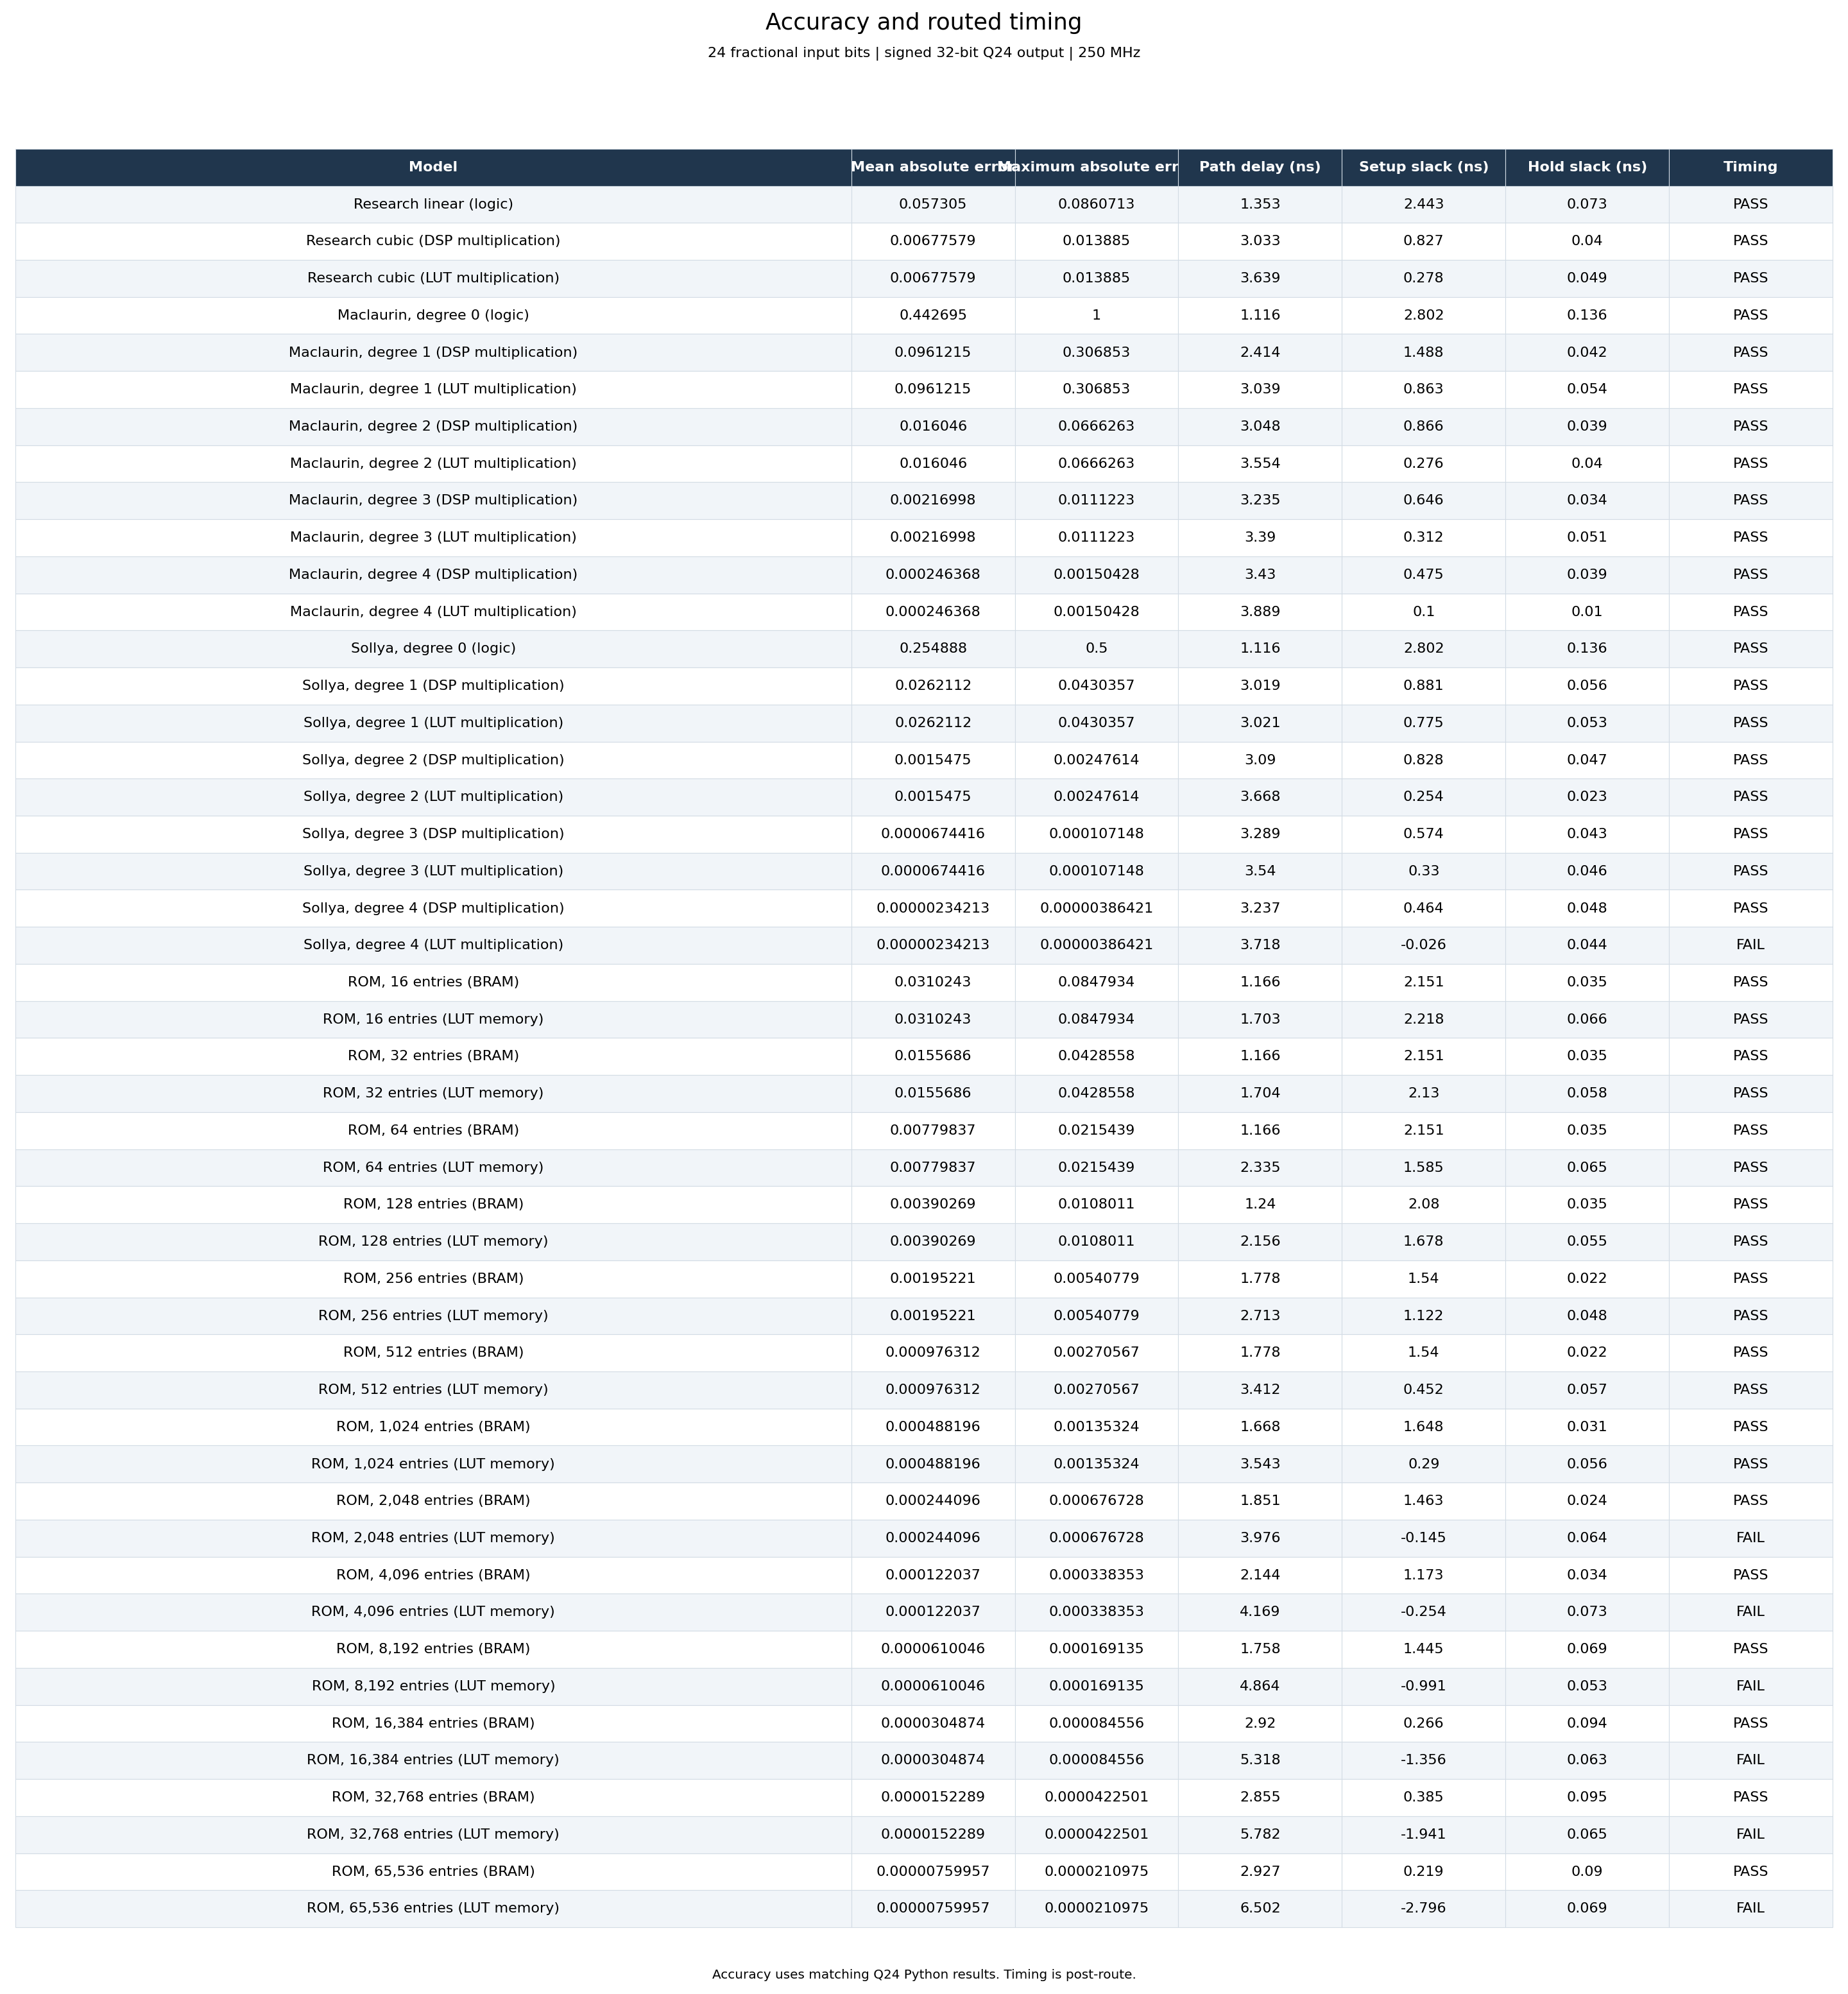 Accuracy and routed timing
24 fractional input bits | signed 32-bit Q24 output | 250 MHz
Model Mean absolute error Maximum absolute err Path delay (ns) Setup slack (ns) Hold slack (ns) Timing
Research linear (logic) 0.057305 0.0860713 1.353 2.443 0.073 PASS
Research cubic (DSP multiplication) 0.00677579 0.013885 3.033 0.827 0.04 PASS
Research cubic (LUT multiplication) 0.00677579 0.013885 3.639 0.278 0.049 PASS
Maclaurin, degree 0 (logic) 0.442695 1 1.116 2.802 0.136 PASS
Maclaurin, degree 1 (DSP multiplication) 0.0961215 0.306853 2.414 1.488 0.042 PASS
Maclaurin, degree 1 (LUT multiplication) 0.0961215 0.306853 3.039 0.863 0.054 PASS
Maclaurin, degree 2 (DSP multiplication) 0.016046 0.0666263 3.048 0.866 0.039 PASS
Maclaurin, degree 2 (LUT multiplication) 0.016046 0.0666263 3.554 0.276 0.04 PASS
Maclaurin, degree 3 (DSP multiplication) 0.00216998 0.0111223 3.235 0.646 0.034 PASS
Maclaurin, degree 3 (LUT multiplication) 0.00216998 0.0111223 3.39 0.312 0.051 PASS
Maclaurin, degree 4 (DSP multiplication) 0.000246368 0.00150428 3.43 0.475 0.039 PASS
Maclaurin, degree 4 (LUT multiplication) 0.000246368 0.00150428 3.889 0.1 0.01 PASS
Sollya, degree 0 (logic) 0.254888 0.5 1.116 2.802 0.136 PASS
Sollya, degree 1 (DSP multiplication) 0.0262112 0.0430357 3.019 0.881 0.056 PASS
Sollya, degree 1 (LUT multiplication) 0.0262112 0.0430357 3.021 0.775 0.053 PASS
Sollya, degree 2 (DSP multiplication) 0.0015475 0.00247614 3.09 0.828 0.047 PASS
Sollya, degree 2 (LUT multiplication) 0.0015475 0.00247614 3.668 0.254 0.023 PASS
Sollya, degree 3 (DSP multiplication) 0.0000674416 0.000107148 3.289 0.574 0.043 PASS
Sollya, degree 3 (LUT multiplication) 0.0000674416 0.000107148 3.54 0.33 0.046 PASS
Sollya, degree 4 (DSP multiplication) 0.00000234213 0.00000386421 3.237 0.464 0.048 PASS
Sollya, degree 4 (LUT multiplication) 0.00000234213 0.00000386421 3.718 -0.026 0.044 FAIL
ROM, 16 entries (BRAM) 0.0310243 0.0847934 1.166 2.151 0.035 PASS
ROM, 16 entries (LUT memory) 0.0310243 0.0847934 1.703 2.218 0.066 PASS
ROM, 32 entries (BRAM) 0.0155686 0.0428558 1.166 2.151 0.035 PASS
ROM, 32 entries (LUT memory) 0.0155686 0.0428558 1.704 2.13 0.058 PASS
ROM, 64 entries (BRAM) 0.00779837 0.0215439 1.166 2.151 0.035 PASS
ROM, 64 entries (LUT memory) 0.00779837 0.0215439 2.335 1.585 0.065 PASS
ROM, 128 entries (BRAM) 0.00390269 0.0108011 1.24 2.08 0.035 PASS
ROM, 128 entries (LUT memory) 0.00390269 0.0108011 2.156 1.678 0.055 PASS
ROM, 256 entries (BRAM) 0.00195221 0.00540779 1.778 1.54 0.022 PASS
ROM, 256 entries (LUT memory) 0.00195221 0.00540779 2.713 1.122 0.048 PASS
ROM, 512 entries (BRAM) 0.000976312 0.00270567 1.778 1.54 0.022 PASS
ROM, 512 entries (LUT memory) 0.000976312 0.00270567 3.412 0.452 0.057 PASS
ROM, 1,024 entries (BRAM) 0.000488196 0.00135324 1.668 1.648 0.031 PASS
ROM, 1,024 entries (LUT memory) 0.000488196 0.00135324 3.543 0.29 0.056 PASS
ROM, 2,048 entries (BRAM) 0.000244096 0.000676728 1.851 1.463 0.024 PASS
ROM, 2,048 entries (LUT memory) 0.000244096 0.000676728 3.976 -0.145 0.064 FAIL
ROM, 4,096 entries (BRAM) 0.000122037 0.000338353 2.144 1.173 0.034 PASS
ROM, 4,096 entries (LUT memory) 0.000122037 0.000338353 4.169 -0.254 0.073 FAIL
ROM, 8,192 entries (BRAM) 0.0000610046 0.000169135 1.758 1.445 0.069 PASS
ROM, 8,192 entries (LUT memory) 0.0000610046 0.000169135 4.864 -0.991 0.053 FAIL
ROM, 16,384 entries (BRAM) 0.0000304874 0.000084556 2.92 0.266 0.094 PASS
ROM, 16,384 entries (LUT memory) 0.0000304874 0.000084556 5.318 -1.356 0.063 FAIL
ROM, 32,768 entries (BRAM) 0.0000152289 0.0000422501 2.855 0.385 0.095 PASS
ROM, 32,768 entries (LUT memory) 0.0000152289 0.0000422501 5.782 -1.941 0.065 FAIL
ROM, 65,536 entries (BRAM) 0.00000759957 0.0000210975 2.927 0.219 0.09 PASS
ROM, 65,536 entries (LUT memory) 0.00000759957 0.0000210975 6.502 -2.796 0.069 FAIL
Accuracy uses matching Q24 Python results. Timing is post-route.